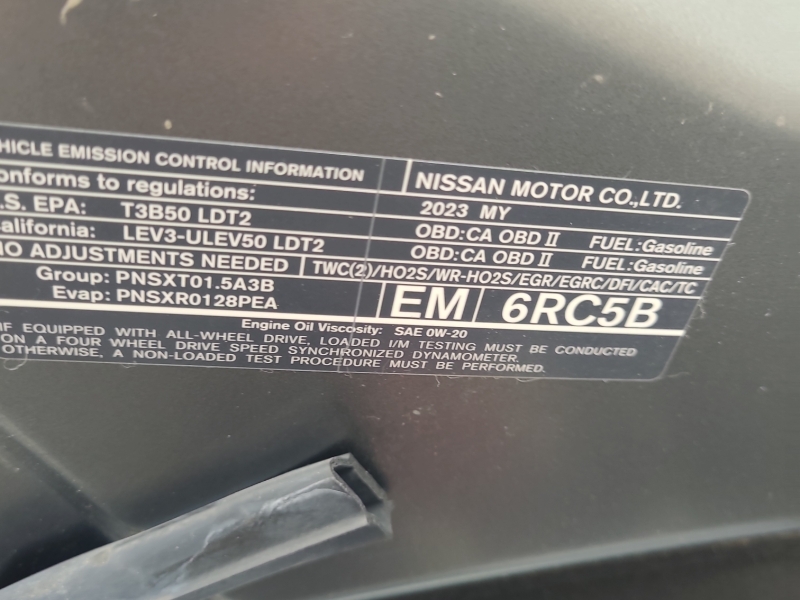 HICLE EMISSION CONTROL INFORMATION NISSAN MOTOR CO.,LTD.
onforms to regulations: 2023 MY
.S. EPA: T3B50 LDT2 OBD:CA OBD II FUEL:Gasoline
alifornia: LEV3-ULEV50 LDT2 OBD:CA OBD II FUEL:Gasoline
NO ADJUSTMENTS NEEDED TWC(2)/HO2S/WR-HO2S/EGR/EGRC/DFI/CAC/TC
Group: PNSXT01.5A3B
Evap: PNSXR0128PEA EM 6RC5B
Engine Oil Viscosity: SAE 0W-20
IF EQUIPPED WITH ALL-WHEEL DRIVE, LOADED I/M TESTING MUST BE CONDUCTED
ON A FOUR WHEEL DRIVE SPEED SYNCHRONIZED DYNAMOMETER.
OTHERWISE, A NON-LOADED TEST PROCEDURE MUST BE PERFORMED.